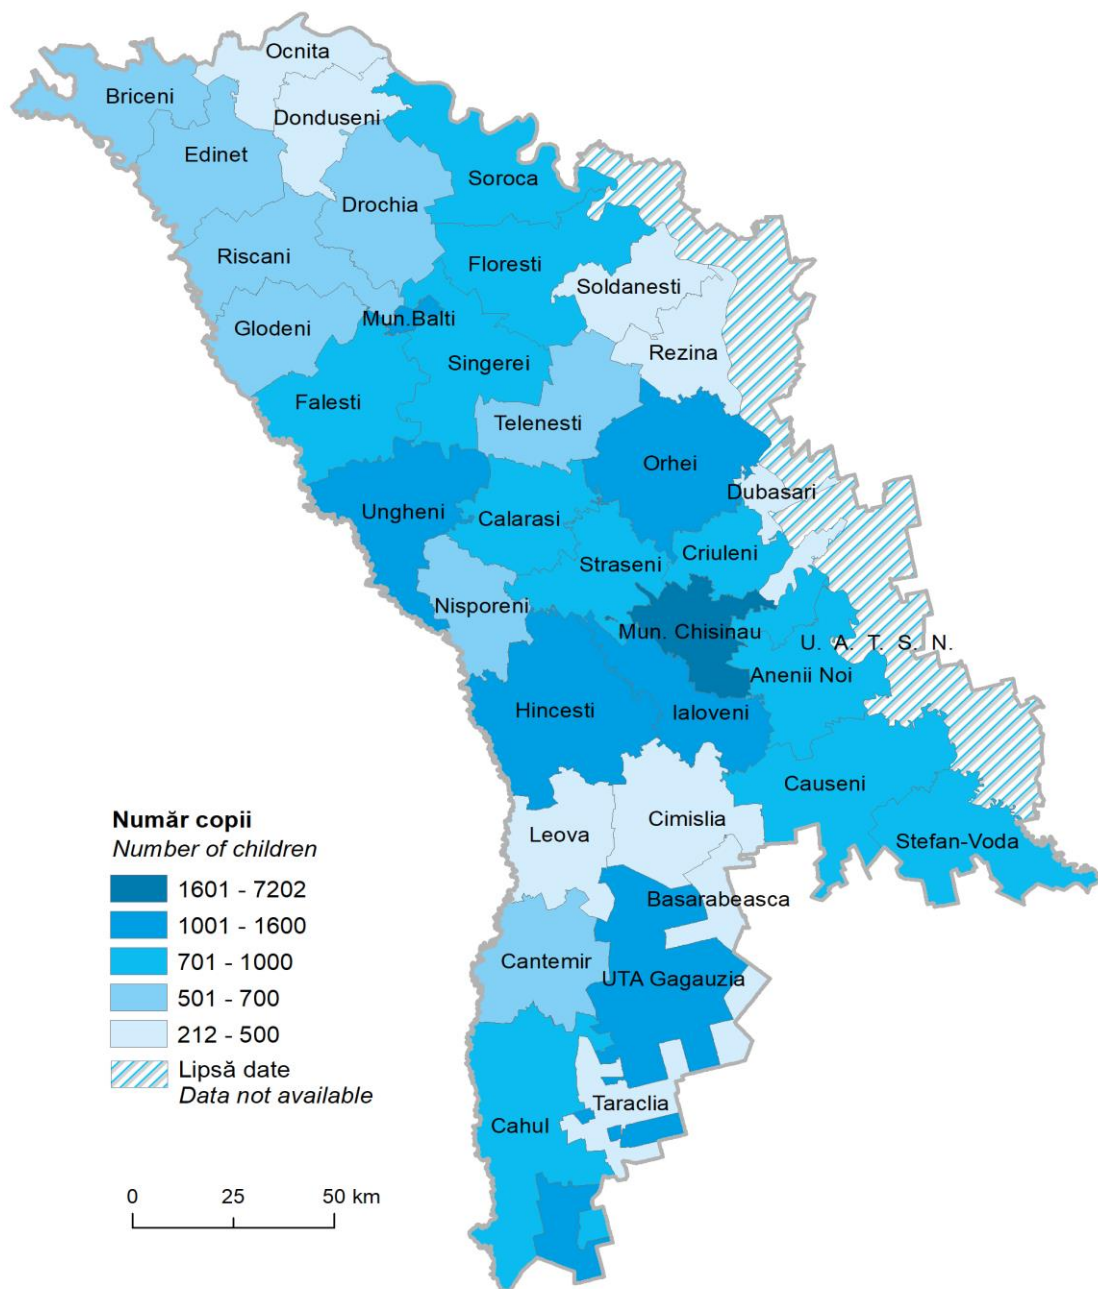 Ocnita
Briceni
Donduseni
Edinet
Soroca
Drochia
Riscani
Floresti
Soldanesti
Glodeni
Mun.Balti
Rezina
Singerei
Falesti
Telenesti
Orhei
Dubasari
Ungheni
Calarasi
Criuleni
Straseni
Nisporeni
Mun. Chisinau
U. A. T. S. N.
Anenii Noi
Hincesti
Ialoveni
Causeni
Cimislia
Leova
Stefan-Voda
Basarabeasca
Cantemir
UTA Gagauzia
Taraclia
Cahul
Număr copii
Number of children
1601 - 7202
1001 - 1600
701 - 1000
501 - 700
212 - 500
Lipsă date
Data not available
0 25 50 km